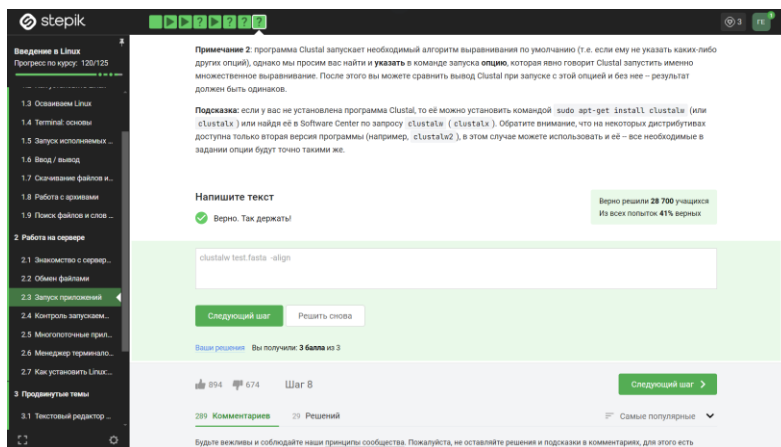 stepik
3
ГЕ
Введение в Linux
Прогресс по курсу: 120/125
1.3 Осваиваем Linux
1.4 Terminal: основы
1.5 Запуск исполняемых ...
1.6 Ввод / вывод
1.7 Скачивание файлов и...
1.8 Работа с архивами
1.9 Поиск файлов и слов ...
2 Работа на сервере
2.1 Знакомство с сервер...
2.2 Обмен файлами
2.3 Запуск приложений
2.4 Контроль запускаем...
2.5 Многопоточные прил...
2.6 Менеджер терминало...
2.7 Как установить Linux:...
3 Продвинутые темы
3.1 Текстовый редактор ...
Примечание 2: программа Clustal запускает необходимый алгоритм выравнивания по умолчанию (т.е. если ему не указать каких-либо
других опций), однако мы просим вас найти и указать в команде запуска опцию, которая явно говорит Clustal запустить именно
множественное выравнивание. После этого вы можете сравнить вывод Clustal при запуске с этой опцией и без нее – результат
должен быть одинаков.
Подсказка: если у вас не установлена программа Clustal, то её можно установить командой sudo apt-get install clustalw (или
clustalx ) или найдя её в Software Center по запросу clustalw ( clustalx ). Обратите внимание, что на некоторых дистрибутивах
доступна только вторая версия программы (например, clustalw2 ), в этом случае можете использовать и её – все необходимые в
задании опции будут точно такими же.
Напишите текст
Верно. Так держать!
Верно решили 28 700 учащихся
Из всех попыток 41% верных
clustalw test.fasta -align
Следующий шаг
Решить снова
Ваши решения Вы получили: 3 балла из 3
894 674 Шаг 8
Следующий шаг
289 Комментариев 29 Решений
Самые популярные
Будьте вежливы и соблюдайте наши принципы сообщества. Пожалуйста, не оставляйте решения и подсказки в комментариях, для этого есть